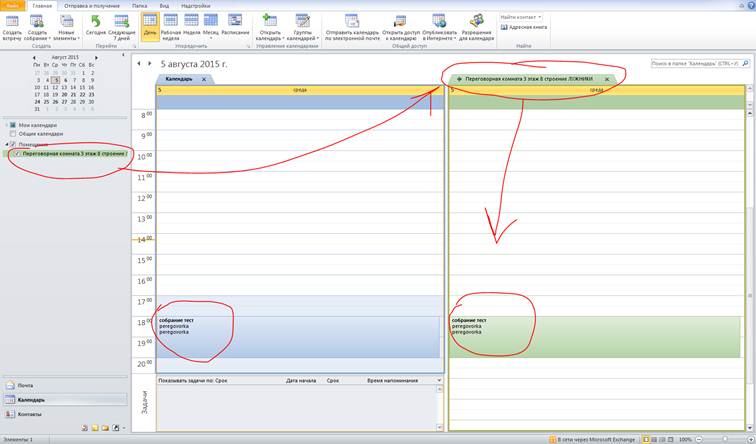 Файл Главная Отправка и получение Папка Вид Надстройки
Создать встречу
Создать собрание
Новые элементы
Сегодня
Следующие 7 дней
День
Рабочая неделя
Неделя
Месяц
Расписание
Открыть календарь
Группы календарей
Отправить календарь по электронной почте
Открыть доступ к календарю
Опубликовать в Интернете
Разрешения для календаря
Найти контакт
Адресная книга
Создать Перейти Упорядочить Управление календарями Общий доступ Найти
Август 2015
Пн Вт Ср Чт Пт Сб Вс
27 28 29 30 31 1 2
3 4 5 6 7 8 9
10 11 12 13 14 15 16
17 18 19 20 21 22 23
24 25 26 27 28 29 30
31 1 2 3 4 5 6
Мои календари
Общие календари
Помещения
Переговорная комната 3 этаж 8 строение
5 августа 2015 г.
Поиск в папке "Календарь" (CTRL+У)
Календарь
Переговорная комната 3 этаж 8 строение ЛУЖНИКИ
5 среда
5 среда
8 00
9 00
10 00
11 00
12 00
13 00
14 00
15 00
16 00
17 00
18 00
19 00
20 00
собрание тест
peregovorka
peregovorka
собрание тест
peregovorka
peregovorka
Задачи
Показывать задачи по: Срок Дата начала Срок Время напоминания
Почта
Календарь
Контакты
Элементы: 1
В сети через Microsoft Exchange
100%